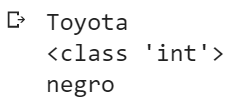 Toyota
<class 'int'>
negro